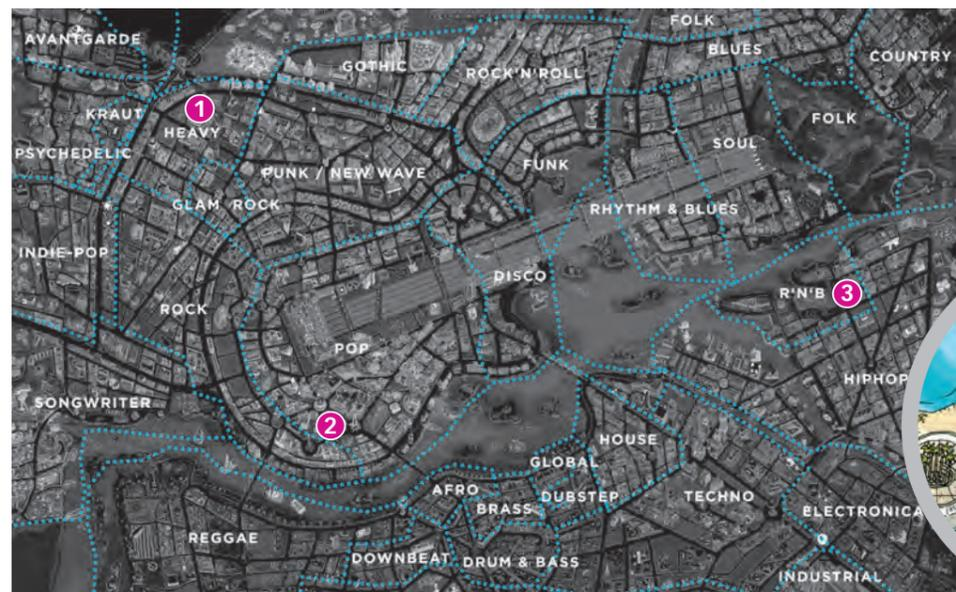 FOLK
AVANTGARDE
BLUES
COUNTRY
GOTHIC
ROCK'N'ROLL
1
KRAUT
FOLK
HEAVY
SOUL
PSYCHEDELIC
FUNK
PUNK / NEW WAVE
GLAM ROCK
RHYTHM & BLUES
INDIE-POP
DISCO
R'N'B 3
ROCK
POP
HIPHOP
SONGWRITER
2
HOUSE
GLOBAL
AFRO
DUBSTEP
TECHNO
BRASS
ELECTRONICA
REGGAE
DOWNBEAT
DRUM & BASS
INDUSTRIAL